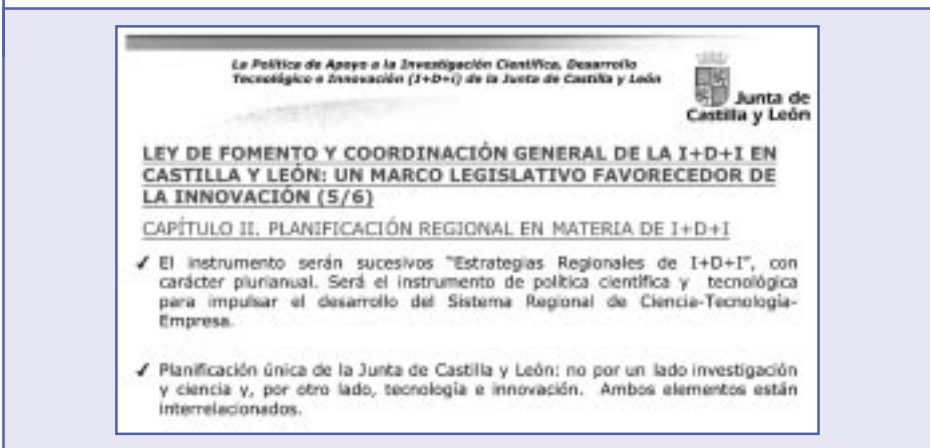 La Política de Apoyo a la Investigación Científica, Desarrollo
Tecnológico e Innovación (I+D+i) de la Junta de Castilla y León
Junta de
Castilla y León
LEY DE FOMENTO Y COORDINACIÓN GENERAL DE LA I+D+I EN
CASTILLA Y LEÓN: UN MARCO LEGISLATIVO FAVORECEDOR DE
LA INNOVACIÓN (5/6)
CAPÍTULO II. PLANIFICACIÓN REGIONAL EN MATERIA DE I+D+I
✓ El instrumento serán sucesivos "Estrategias Regionales de I+D+I", con
carácter plurianual. Será el instrumento de política científica y tecnológica
para impulsar el desarrollo del Sistema Regional de Ciencia-Tecnología-
Empresa.
✓ Planificación única de la Junta de Castilla y León: no por un lado investigación
y ciencia y, por otro lado, tecnología e innovación. Ambos elementos están
interrelacionados.